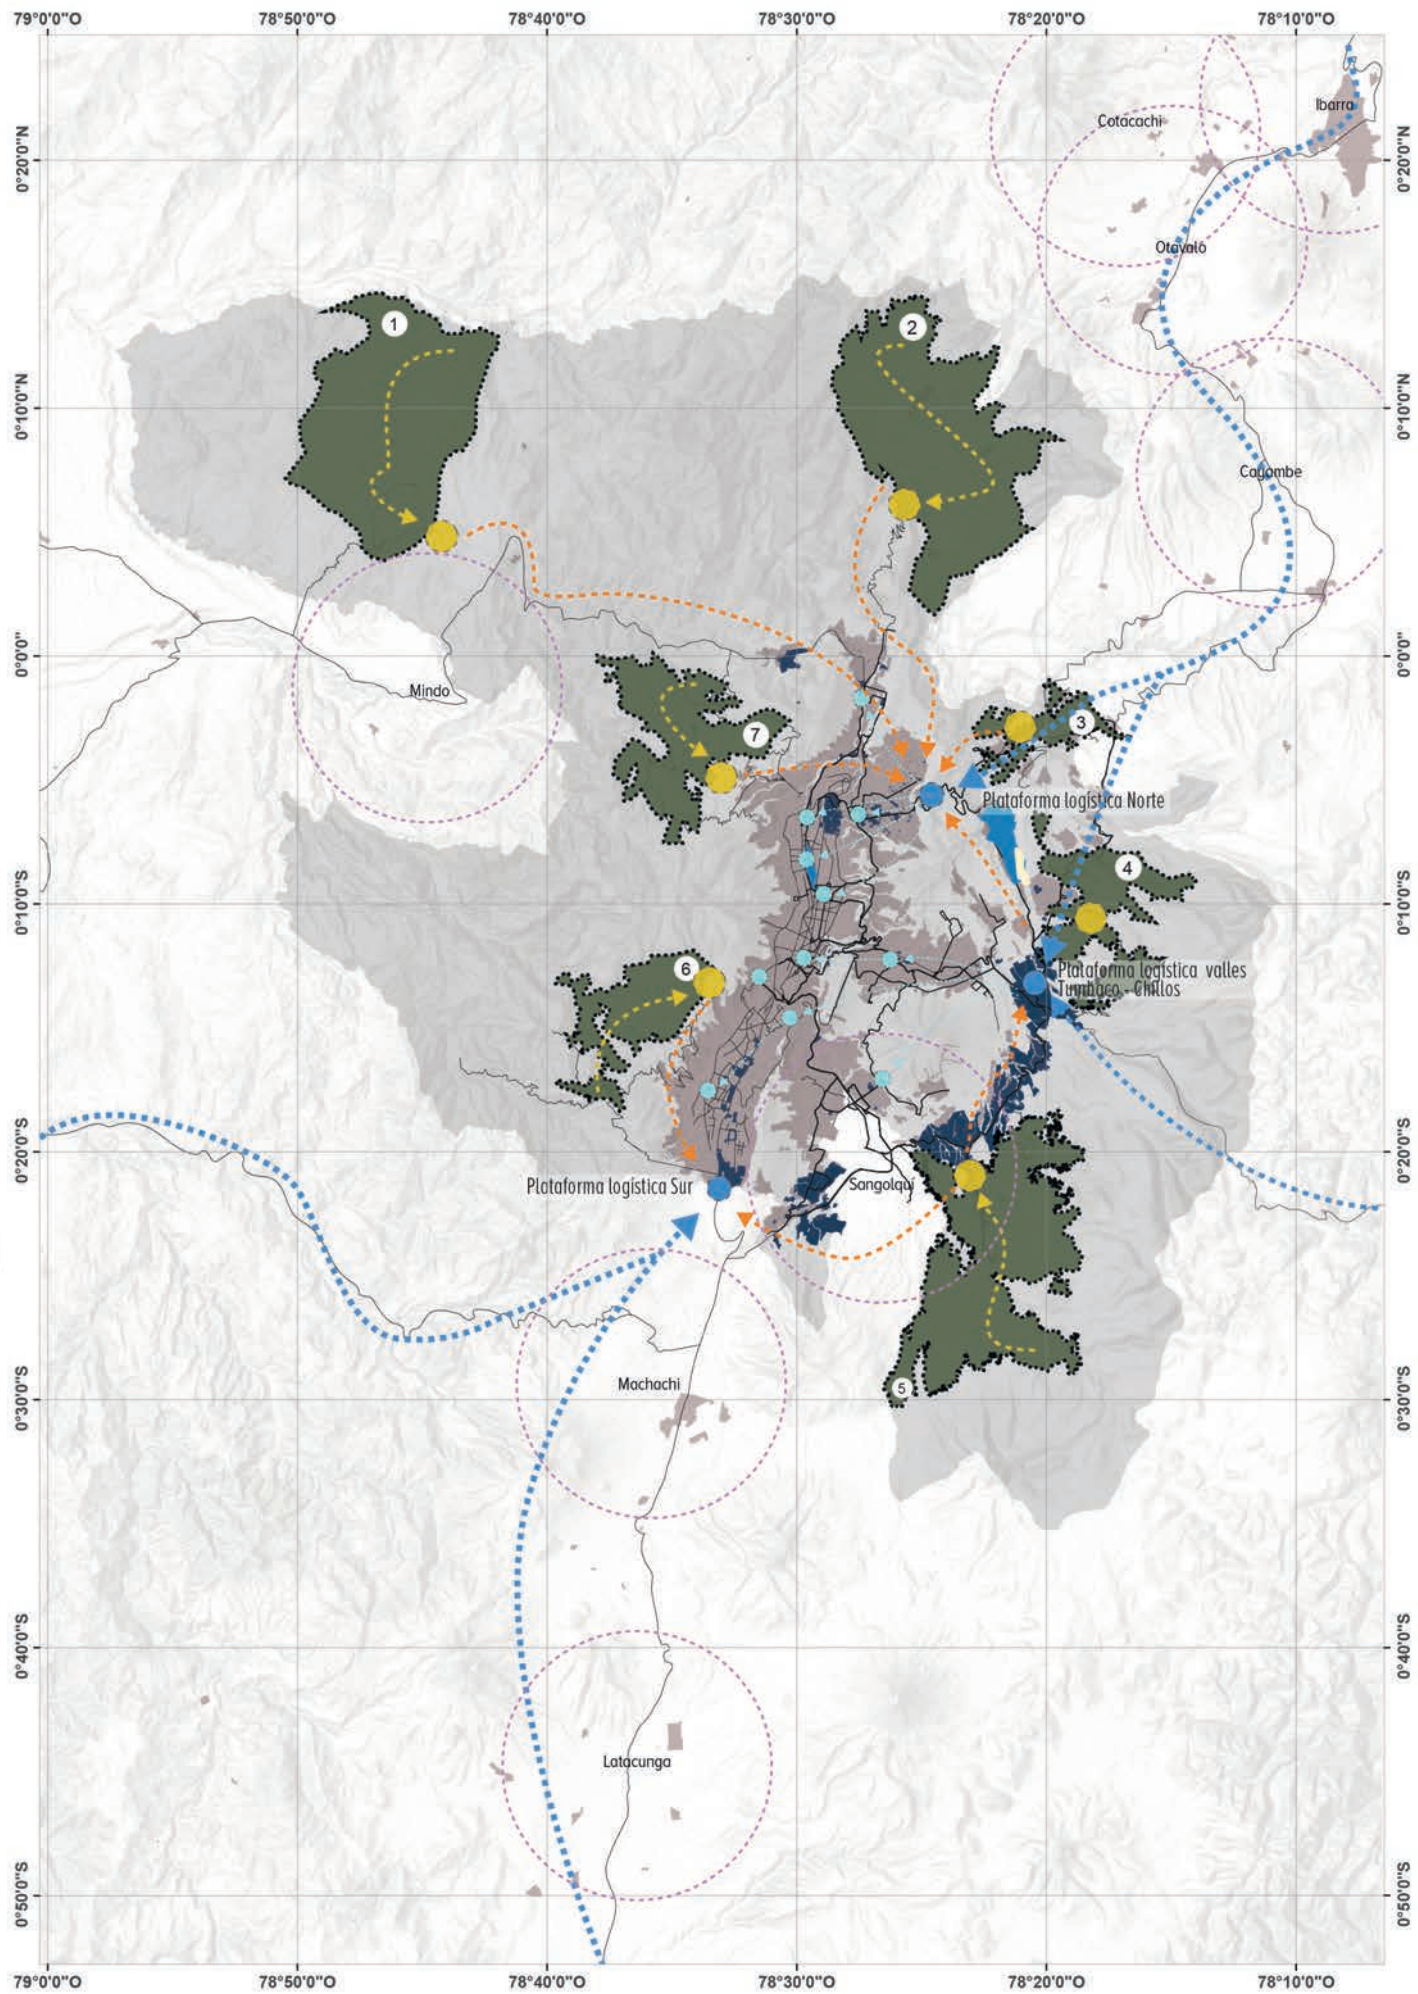 79°0'0"O 78°50'0"O 78°40'0"O 78°30'0"O 78°20'0"O 78°10'0"O
Ibarra
Cotacachi
0°20'0"N 0°20'0"N
Otavaló
1
2
0°10'0"N 0°10'0"N
Cayombe
0°0'0" 0°0'0"
Mindo
3
7
Plataforma logística Norte
4
0°10'0"S 0°10'0"S
6
Plataforma logística valles
Tumbaco - Chillos
0°20'0"S 0°20'0"S
Plataforma logística Sur
Sangolquí
Machachi
5
0°30'0"S 0°30'0"S
0°40'0"S 0°40'0"S
Latacunga
0°50'0"S 0°50'0"S
79°0'0"O 78°50'0"O 78°40'0"O 78°30'0"O 78°20'0"O 78°10'0"O